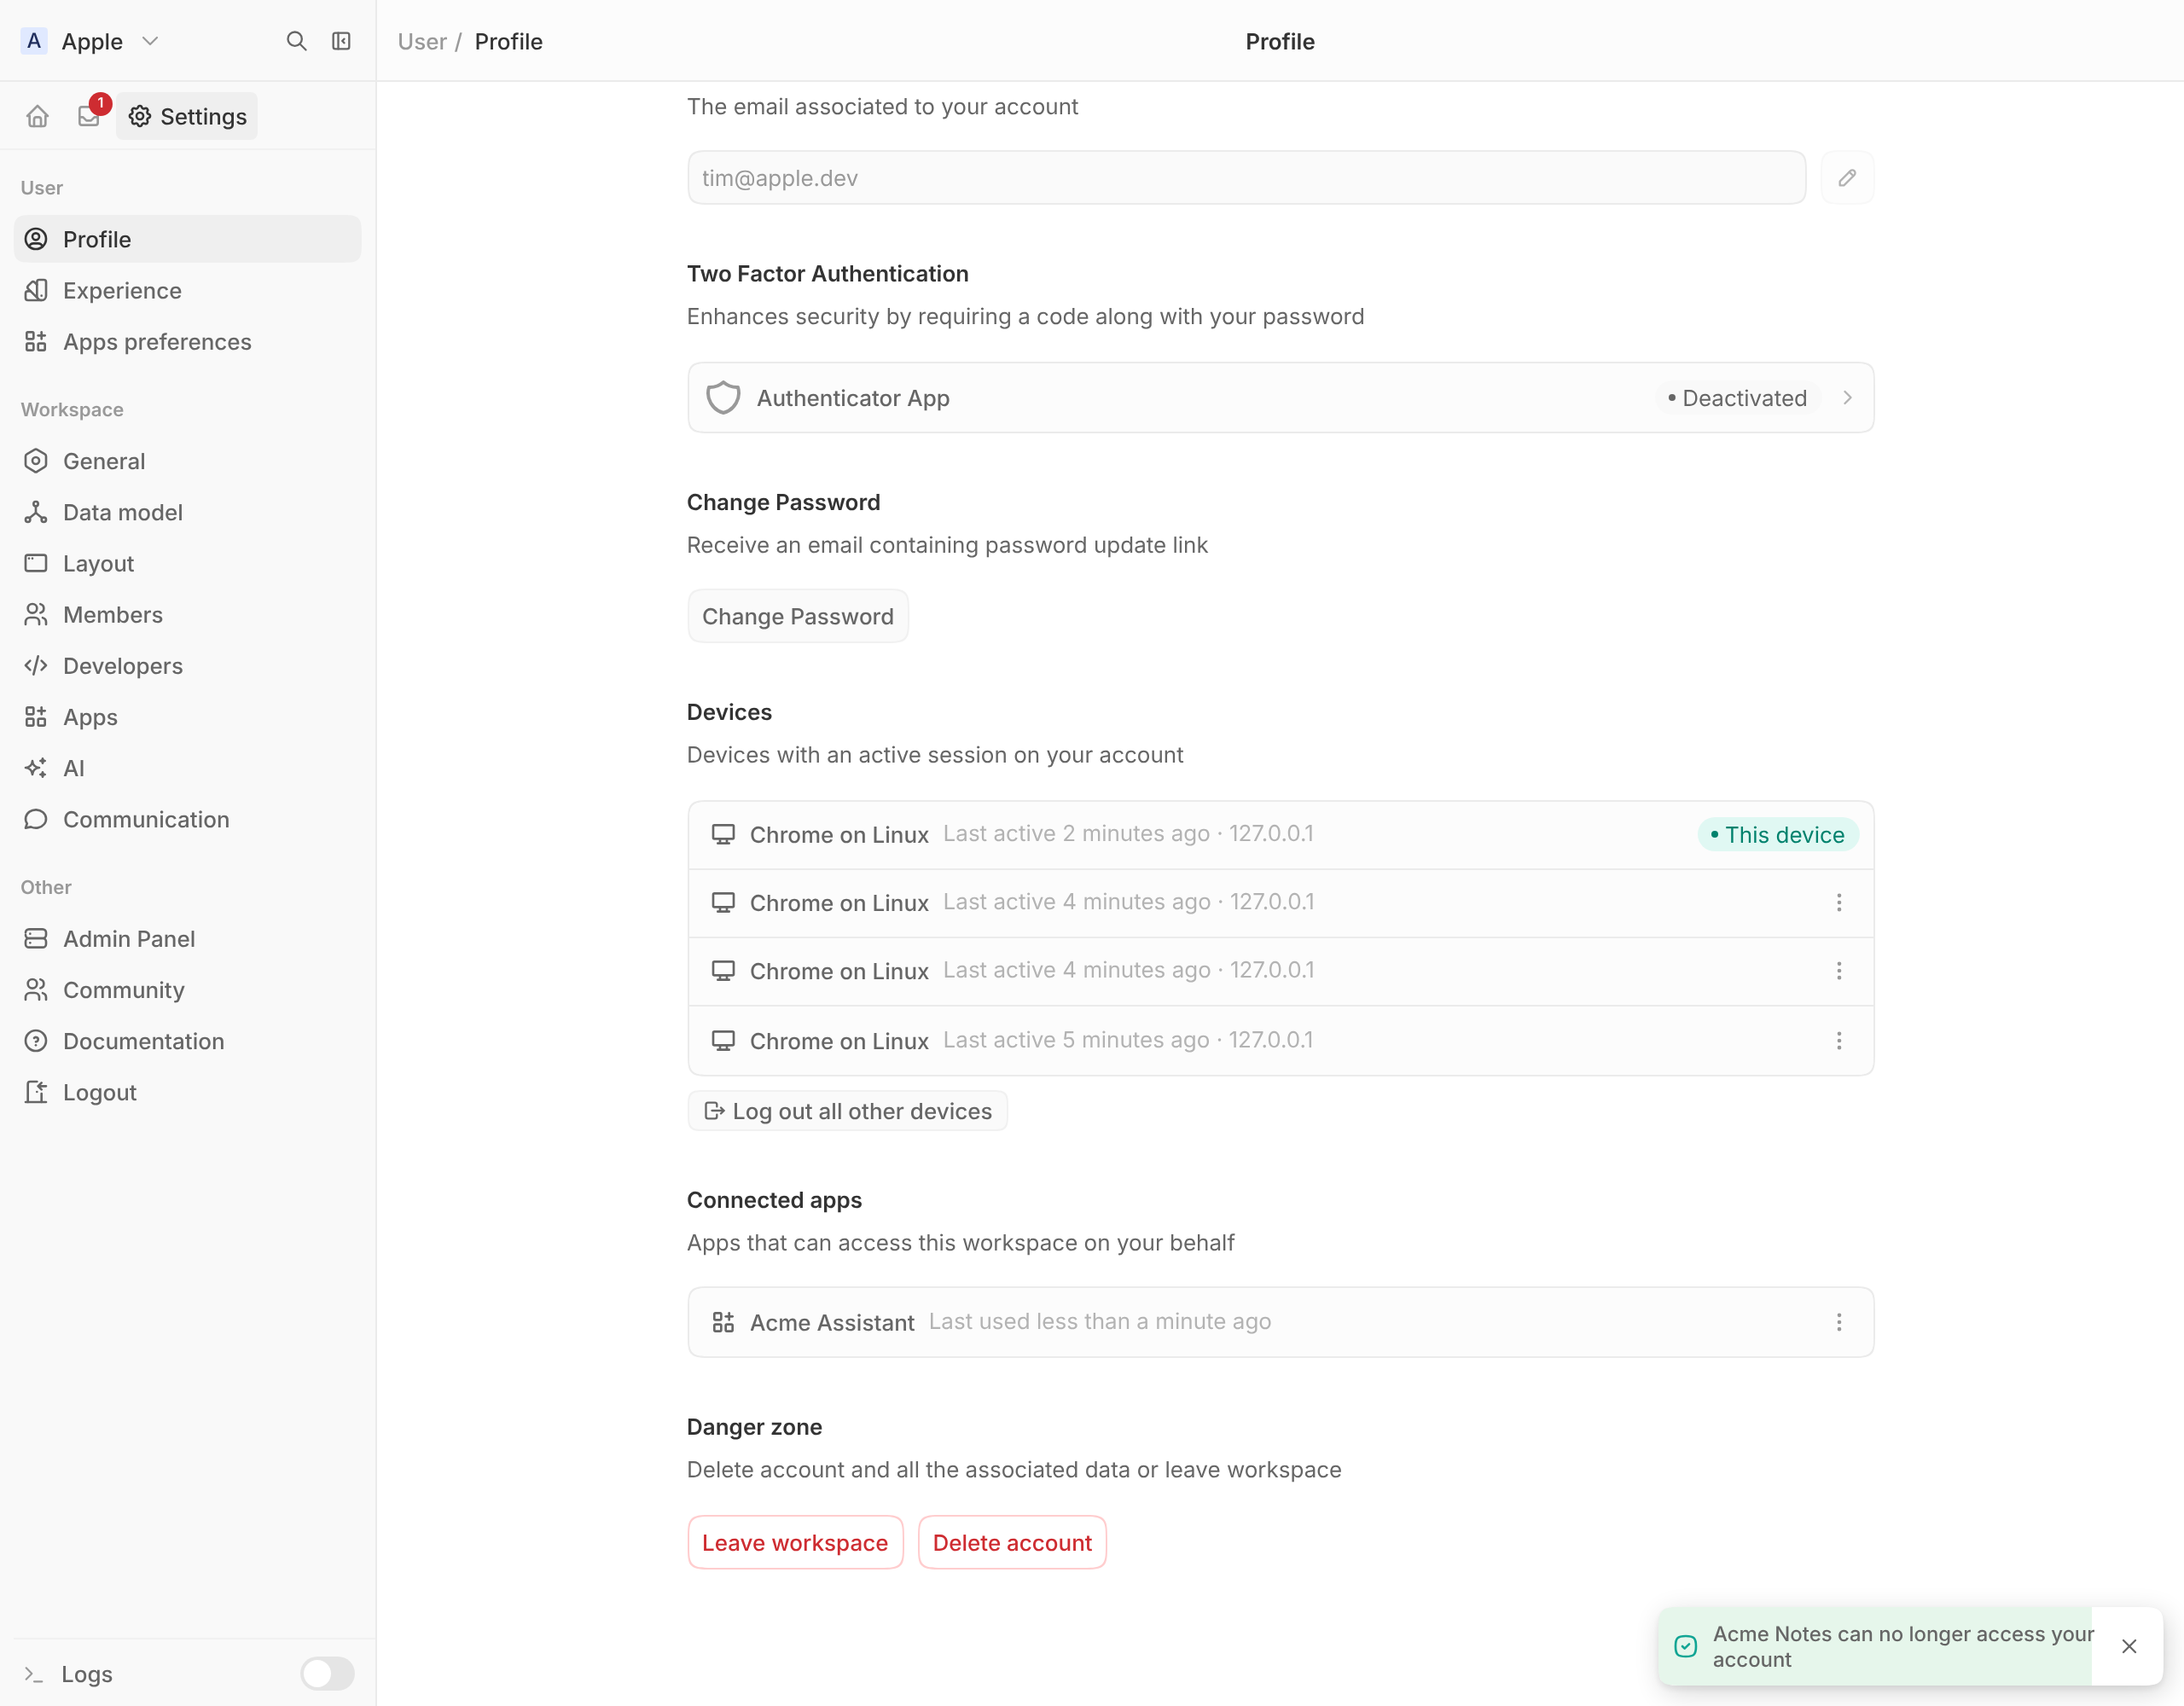 A Apple
User / Profile
Profile
1
Settings
User
Profile
Experience
Apps preferences
Workspace
General
Data model
Layout
Members
Developers
Apps
AI
Communication
Other
Admin Panel
Community
Documentation
Logout
Logs
The email associated to your account
tim@apple.dev
Two Factor Authentication
Enhances security by requiring a code along with your password
Authenticator App
• Deactivated
Change Password
Receive an email containing password update link
Change Password
Devices
Devices with an active session on your account
Chrome on Linux Last active 2 minutes ago · 127.0.0.1 • This device
Chrome on Linux Last active 4 minutes ago · 127.0.0.1
Chrome on Linux Last active 4 minutes ago · 127.0.0.1
Chrome on Linux Last active 5 minutes ago · 127.0.0.1
Log out all other devices
Connected apps
Apps that can access this workspace on your behalf
Acme Assistant Last used less than a minute ago
Danger zone
Delete account and all the associated data or leave workspace
Leave workspace Delete account
Acme Notes can no longer access your
account